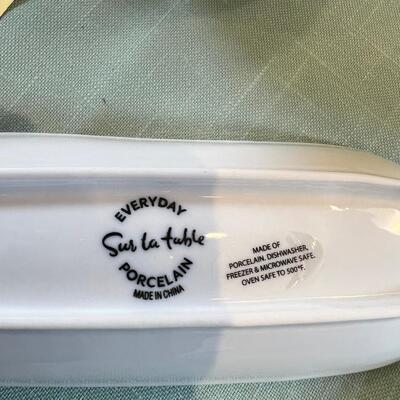 EVERYDAY
Sur la table
PORCELAIN
MADE IN CHINA
MADE OF
PORCELAIN. DISHWASHER,
FREEZER & MICROWAVE SAFE.
OVEN SAFE TO 500°F.